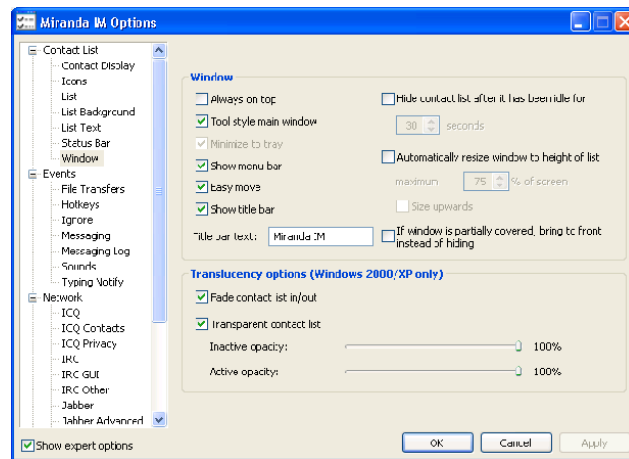 Miranda IM Options
Contact List
Contact Display
Icons
List
List Background
List Text
Status Bar
Window
Events
File Transfers
Hotkeys
Ignore
Messaging
Messaging Log
Sounds
Typing Notify
Network
ICQ
ICQ Contacts
ICQ Privacy
IRC
IRC GUI
IRC Other
Jabber
Jabber Advanced
Show expert options
Window
Always on top
Tool style main window
Minimize to tray
Show menu bar
Easy move
Show title bar
Title bar text: Miranda IM
Hide contact list after it has been idle for
30 seconds
Automatically resize window to height of list
maximum 75 % of screen
Size upwards
If window is partially covered, bring to front
instead of hiding
Translucency options (Windows 2000/XP only)
Fade contact list in/out
Transparent contact list
Inactive opacity: 100%
Active opacity: 100%
OK Cancel Apply